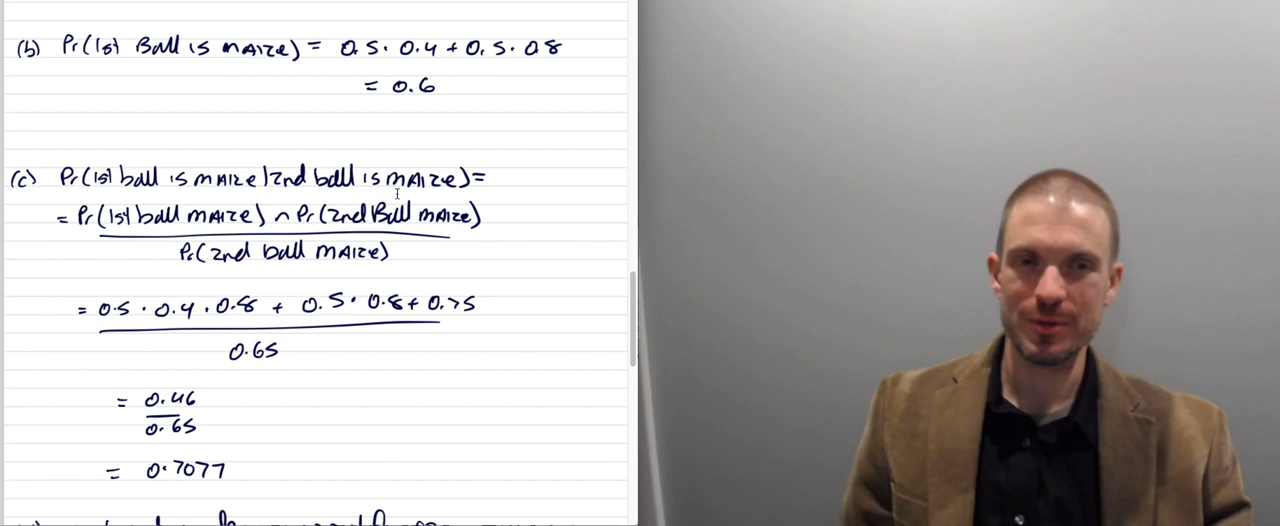 (b) Pr(1st Ball is mAIze) = 0.5 · 0.4 + 0.5 · 0.8
= 0.6
(c) Pr(1st ball is mAIze | 2nd ball is mAIze) =
= Pr(1st ball mAIze) ∩ Pr(2nd Ball mAIze)
Pr(2nd ball mAIze)
= 0.5 · 0.4 · 0.8 + 0.5 · 0.8 + 0.75
0.65
= 0.46
0.65
= 0.7077